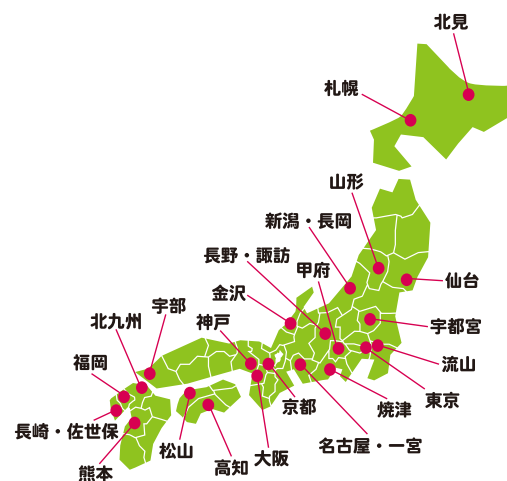 北見
札幌
山形
新潟・長岡
長野・諏訪
甲府
仙台
金沢
宇部
神戸
北九州
宇都宮
福岡
流山
東京
京都
焼津
長崎・佐世保
名古屋・一宮
松山
大阪
高知
熊本